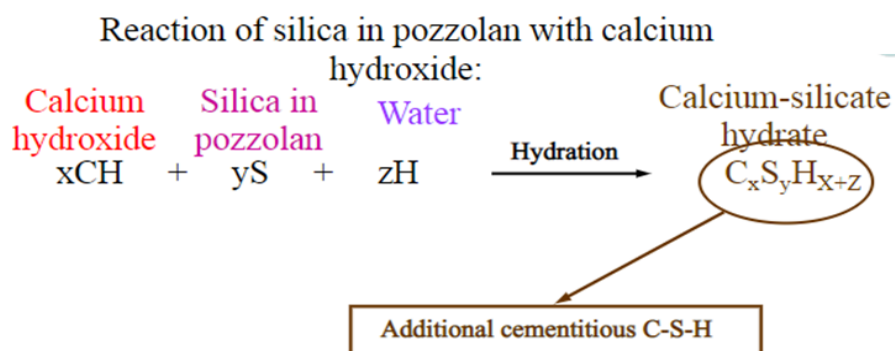 Reaction of silica in pozzolan with calcium
hydroxide:
Calcium
hydroxide
Silica in
pozzolan
Water
Calcium-silicate
hydrate
xCH + yS + zH
Hydration
CₓSᵧHX+Z
Additional cementitious C-S-H